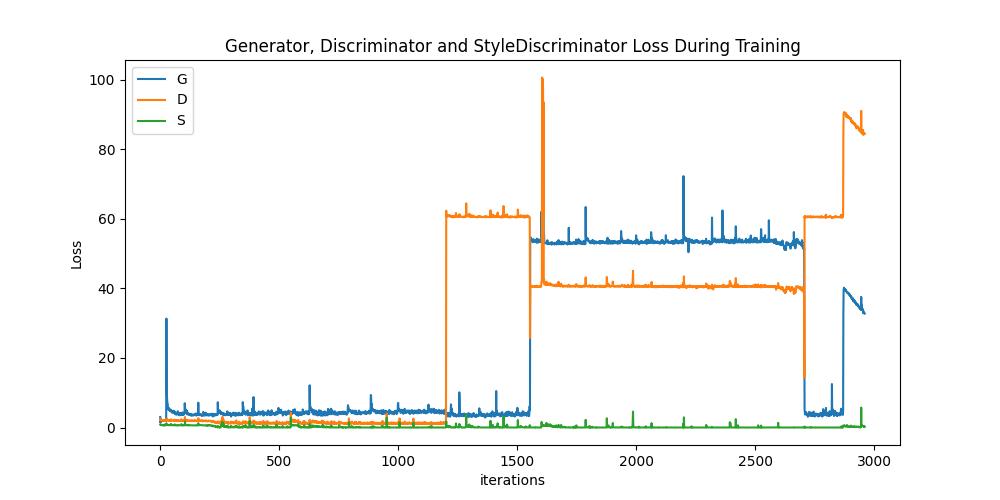 Generator, Discriminator and StyleDiscriminator Loss During Training
G
D
S
100
80
60
40
20
0
Loss
0 500 1000 1500 2000 2500 3000
iterations